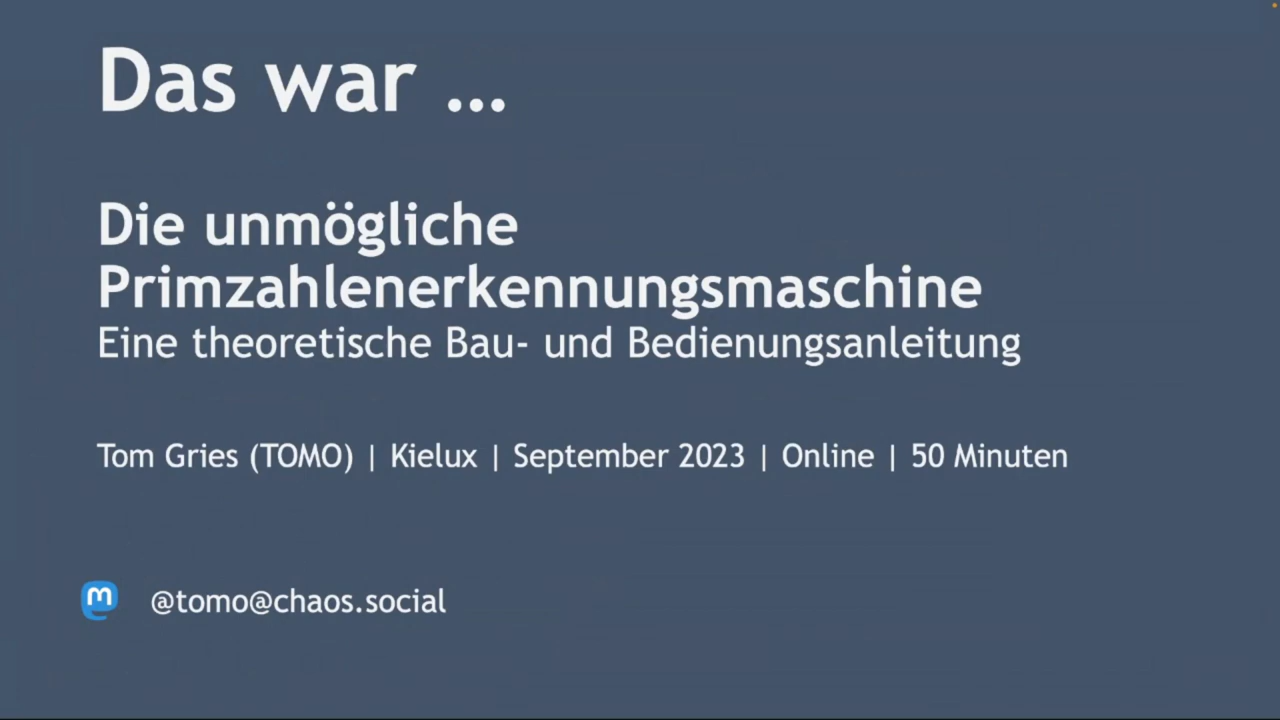 Das war ...
Die unmögliche
Primzahlenerkennungsmaschine
Eine theoretische Bau- und Bedienungsanleitung
Tom Gries (TOMO) | Kielux | September 2023 | Online | 50 Minuten
@tomo@chaos.social